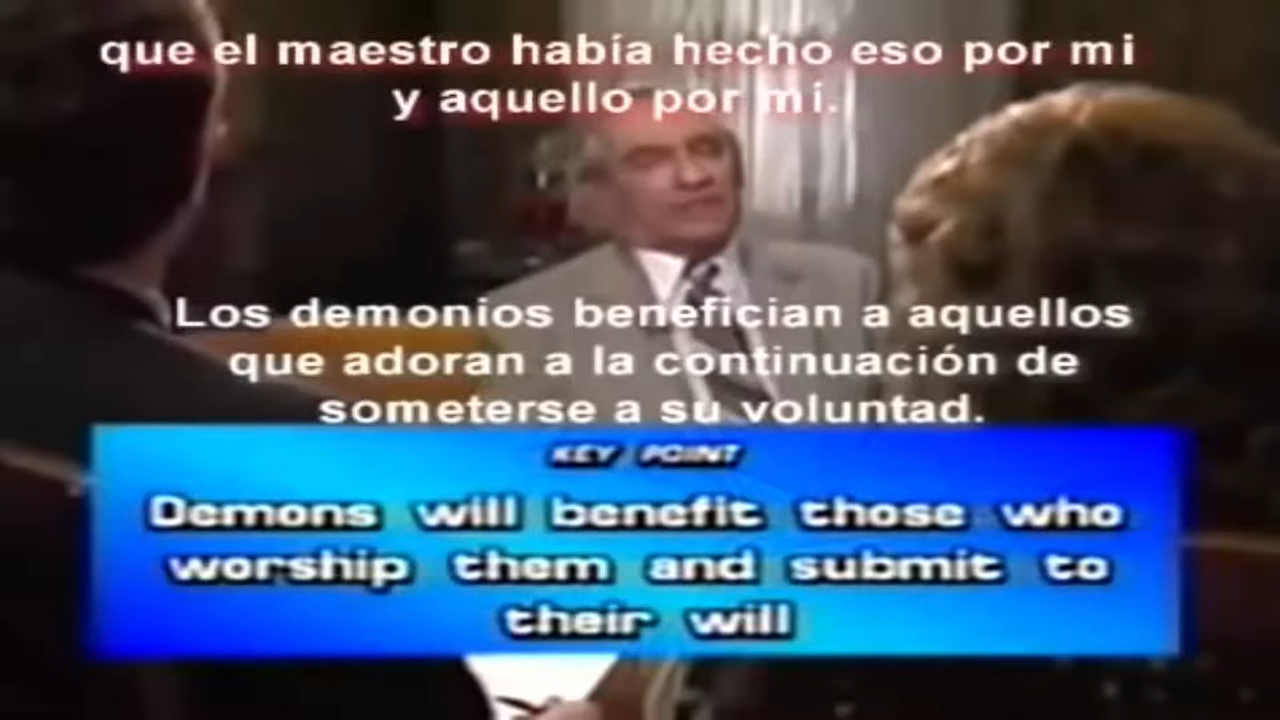 que el maestro había hecho eso por mi
y aquello por mí.
Los demonios benefician a aquellos
que adoran a la continuación de
someterse a su voluntad.
KEY POINT
Demons will benefit those who
worship them and submit to
their will